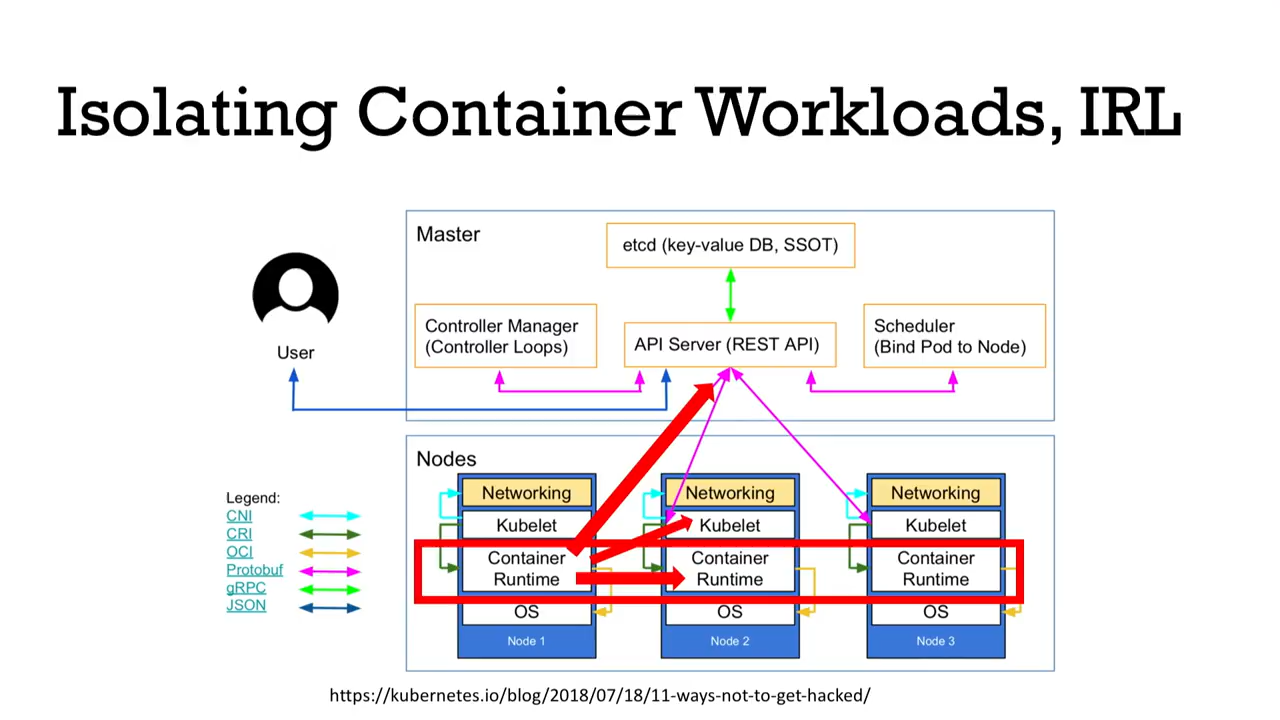 Isolating Container Workloads, IRL
Master
etcd (key-value DB, SSOT)
Controller Manager
(Controller Loops)
API Server (REST API)
Scheduler
(Bind Pod to Node)
User
Nodes
Legend:
CNI
CRI
OCI
Protobuf
gRPC
JSON
Networking
Kubelet
Container
Runtime
OS
Node 1
Networking
Kubelet
Container
Runtime
OS
Node 2
Networking
Kubelet
Container
Runtime
OS
Node 3
https://kubernetes.io/blog/2018/07/18/11-ways-not-to-get-hacked/